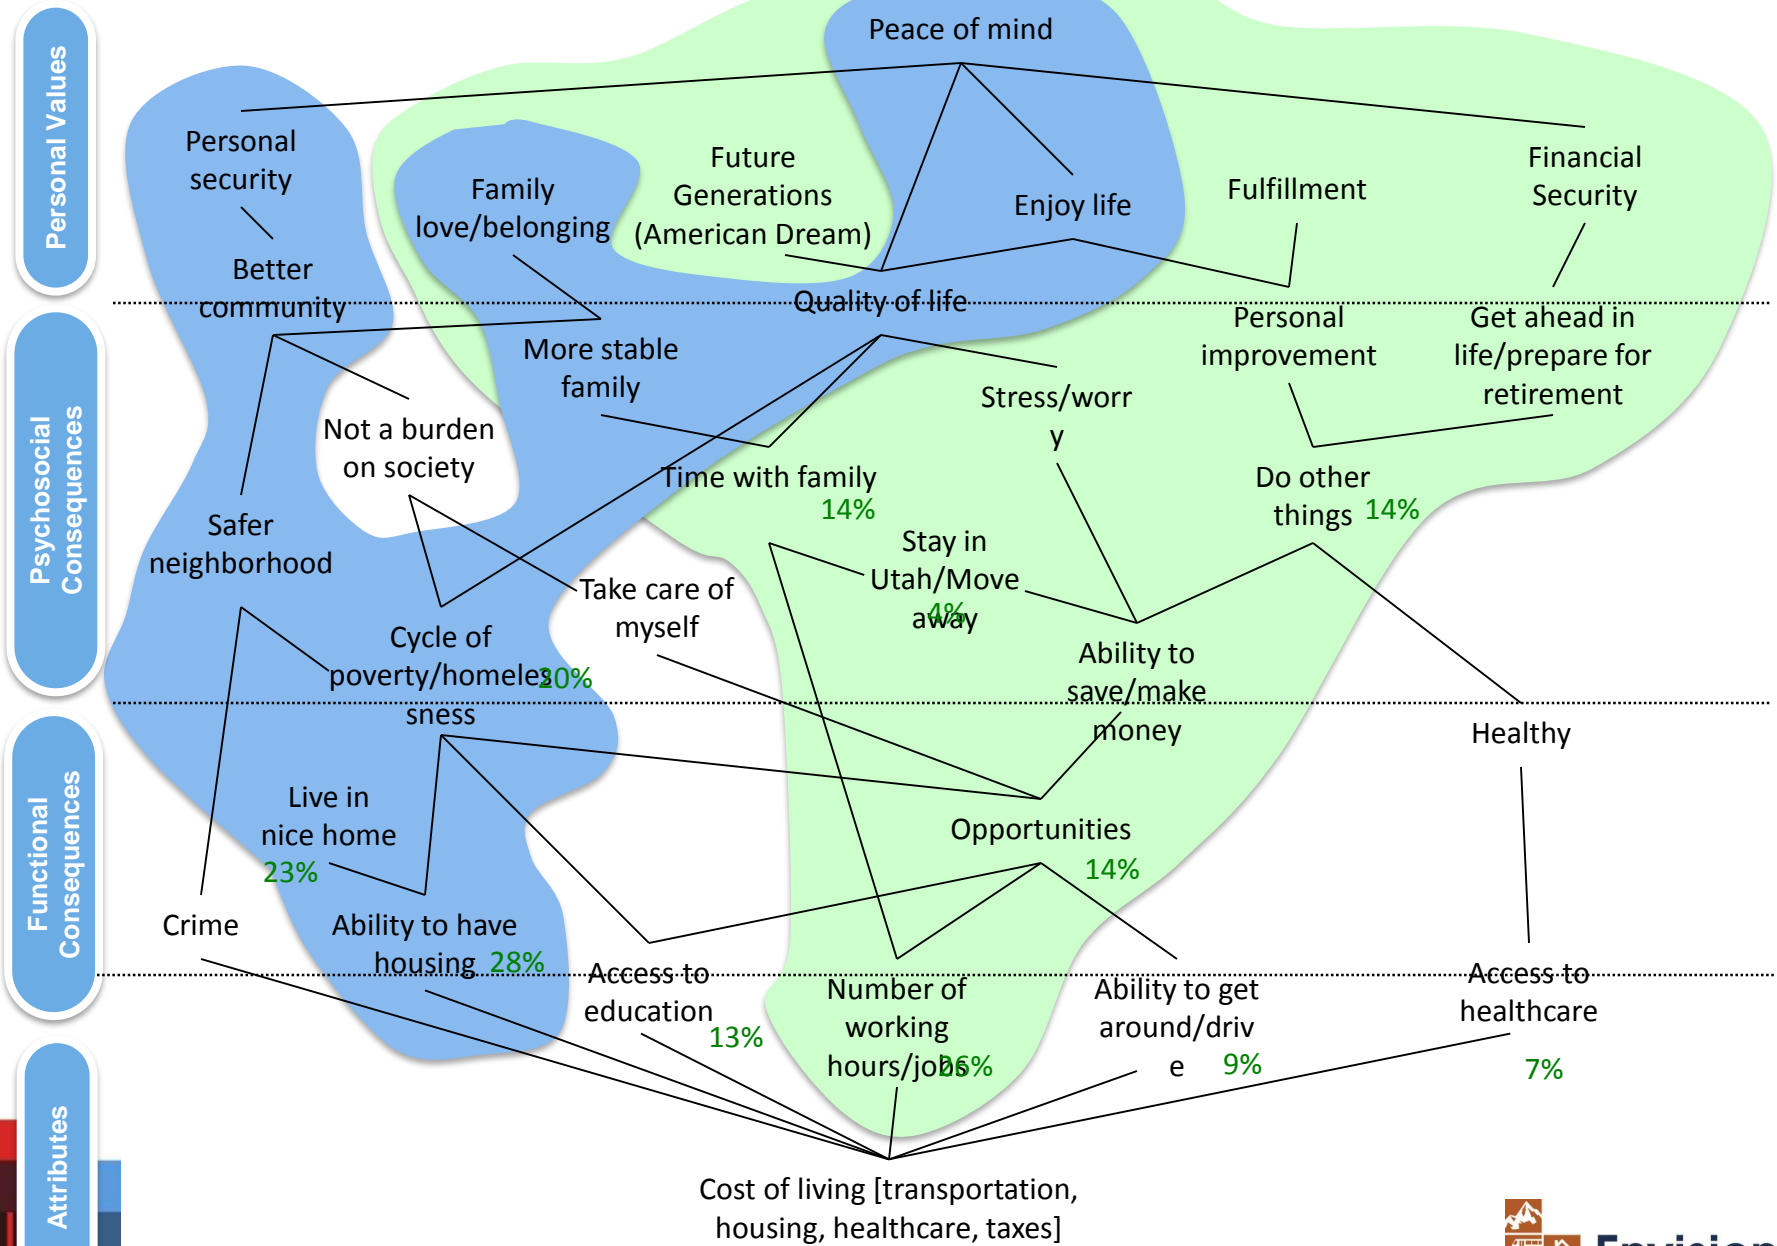 Personal Values
Peace of mind
Personal
security
Family
love/belonging
Future
Generations
(American Dream)
Enjoy life
Fulfillment
Financial
Security
Better
community
Quality of life
Psychosocial
Consequences
More stable
family
Personal
improvement
Get ahead in
life/prepare for
retirement
Stress/worr
y
Not a burden
on society
Time with family
14%
Do other
things 14%
Safer
neighborhood
Stay in
Utah/Move
away
4%
Take care of
myself
Cycle of
poverty/homeles
sness
20%
Ability to
save/make
money
Functional
Consequences
Healthy
Live in
nice home
23%
Opportunities
14%
Crime
Ability to have
housing 28%
Access to
education
13%
Number of
working
hours/jobs
26%
Ability to get
around/driv
e 9%
Access to
healthcare
7%
Attributes
Cost of living [transportation,
housing, healthcare, taxes]
Envision